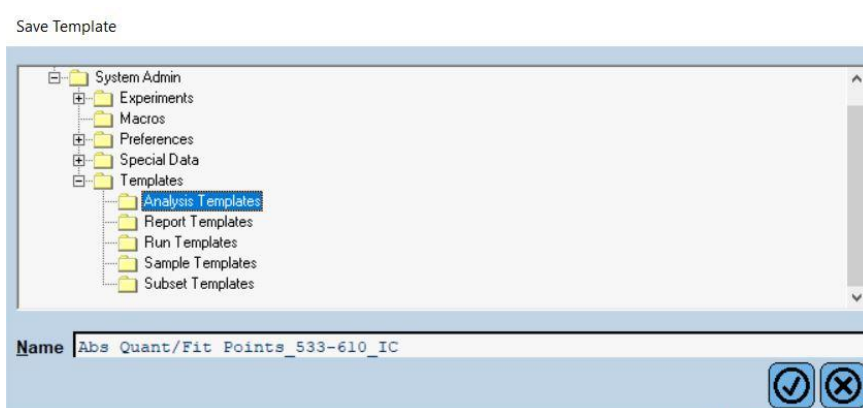 Save Template
System Admin
Experiments
Macros
Preferences
Special Data
Templates
Analysis Templates
Report Templates
Run Templates
Sample Templates
Subset Templates
Name Abs Quant/Fit Points_533-610_IC